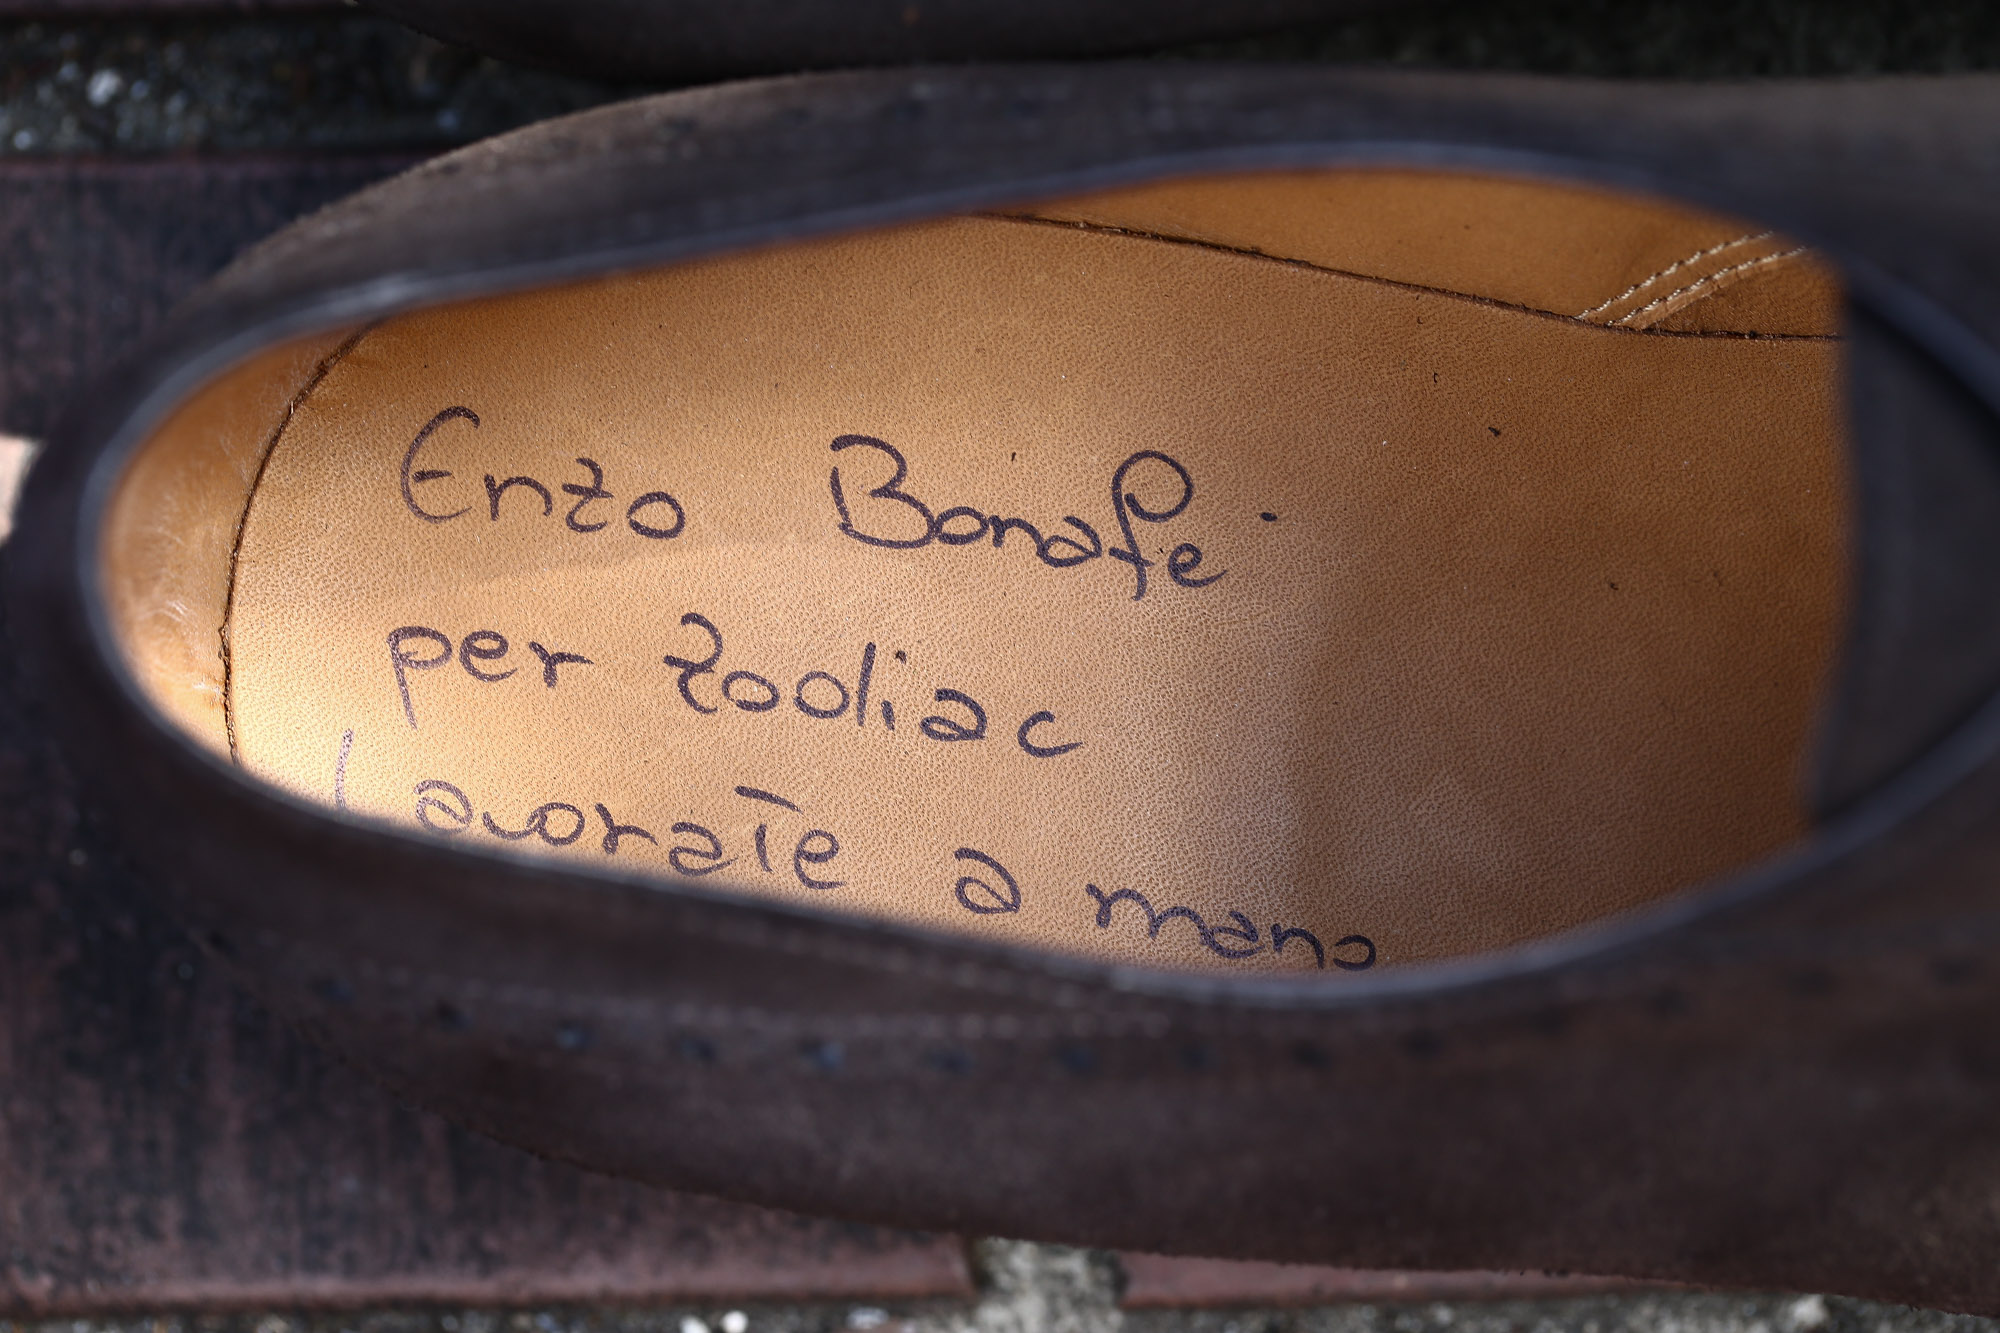 Enzo Bonafe'
per zodiac
Lavorate a mano